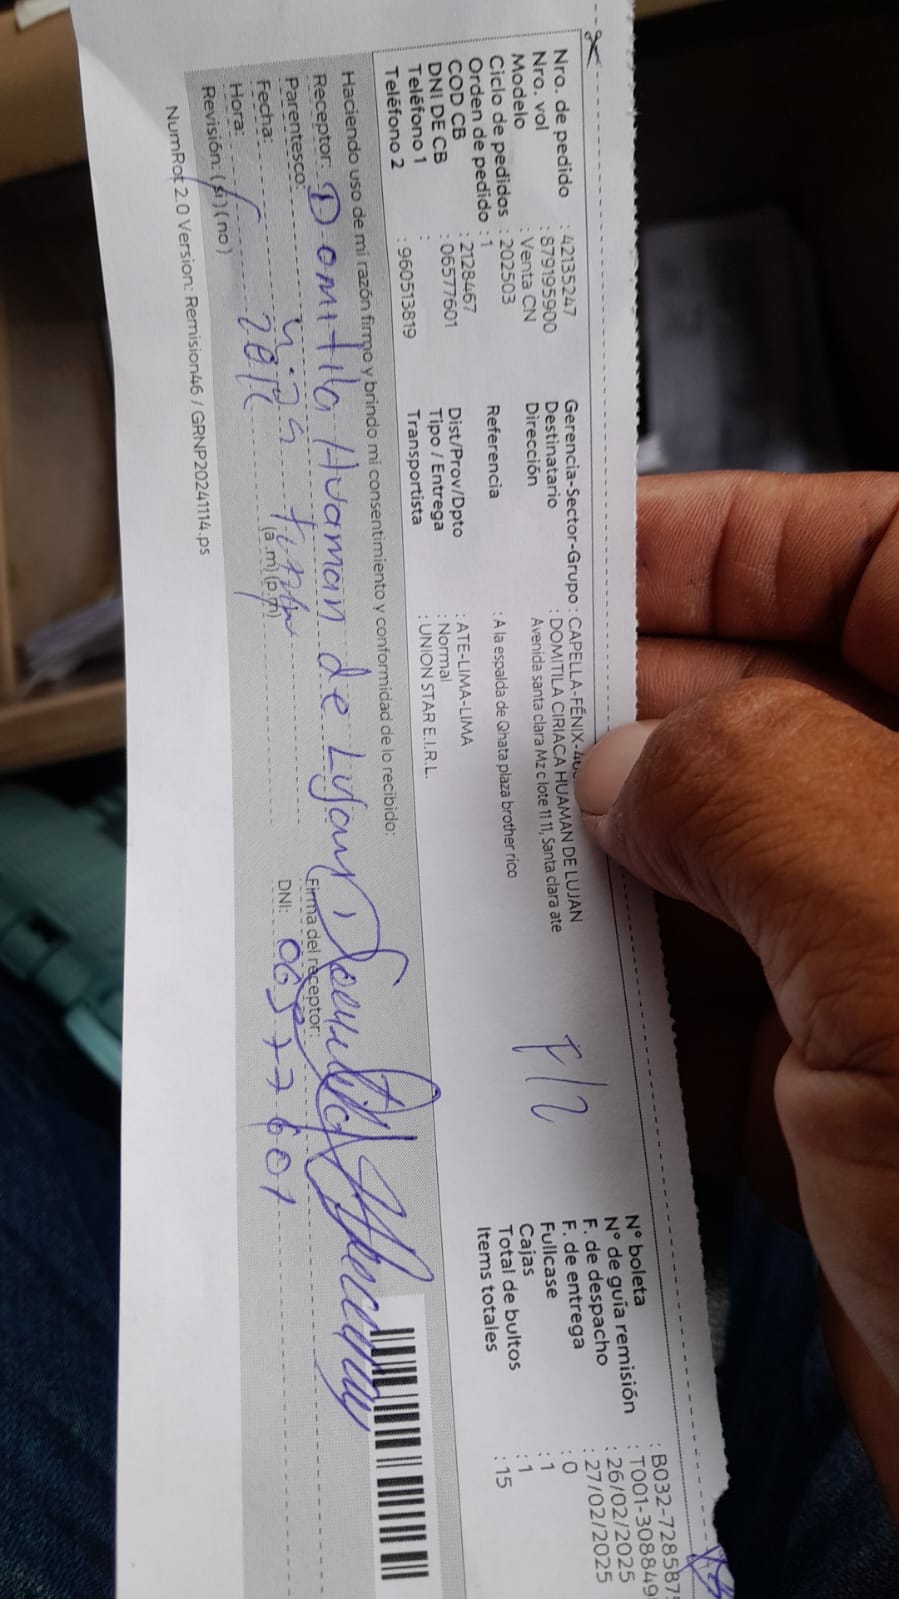 Nro. de pedido : 42135247
Nro. vol : 879195900
Modelo : Venta CN
Ciclo de pedidos : 202503
Orden de pedido : 1
COD CB : 2128467
DNI DE CB : 06577601
Teléfono 1 :
Teléfono 2 : 960513819
Gerencia-Sector-Grupo : CAPELLA-FÉNIX-
Destinatario : DOMITILA CIRIACA HUAMAN DE LUJAN
Dirección : Avenida santa clara Mz c lote 11 11, Santa clara ate
Referencia : A la espalda de Qhata plaza brother rico
Dist/Prov/Dpto : ATE-LIMA-LIMA
Tipo / Entrega : Normal
Transportista : UNION STAR E.I.R.L.
N° boleta : B032-728587
N° de guía remisión : T001-308849
F. de despacho : 26/02/2025
F. de entrega : 27/02/2025
Fullcase : 0
Cajas : 1
Total de bultos : 1
Items totales : 15
Haciendo uso de mi razón firmo y brindo mi consentimiento y conformidad de lo recibido:
Receptor: Domitila Huaman de Lujan
Firma del receptor:
Parentesco:
DNI: 06577601
Fecha:
Hora: (a.m) (p.m)
Revisión: (si) (no)
NumRot 2.0 Version: Remision46 / GRNP20241114.ps